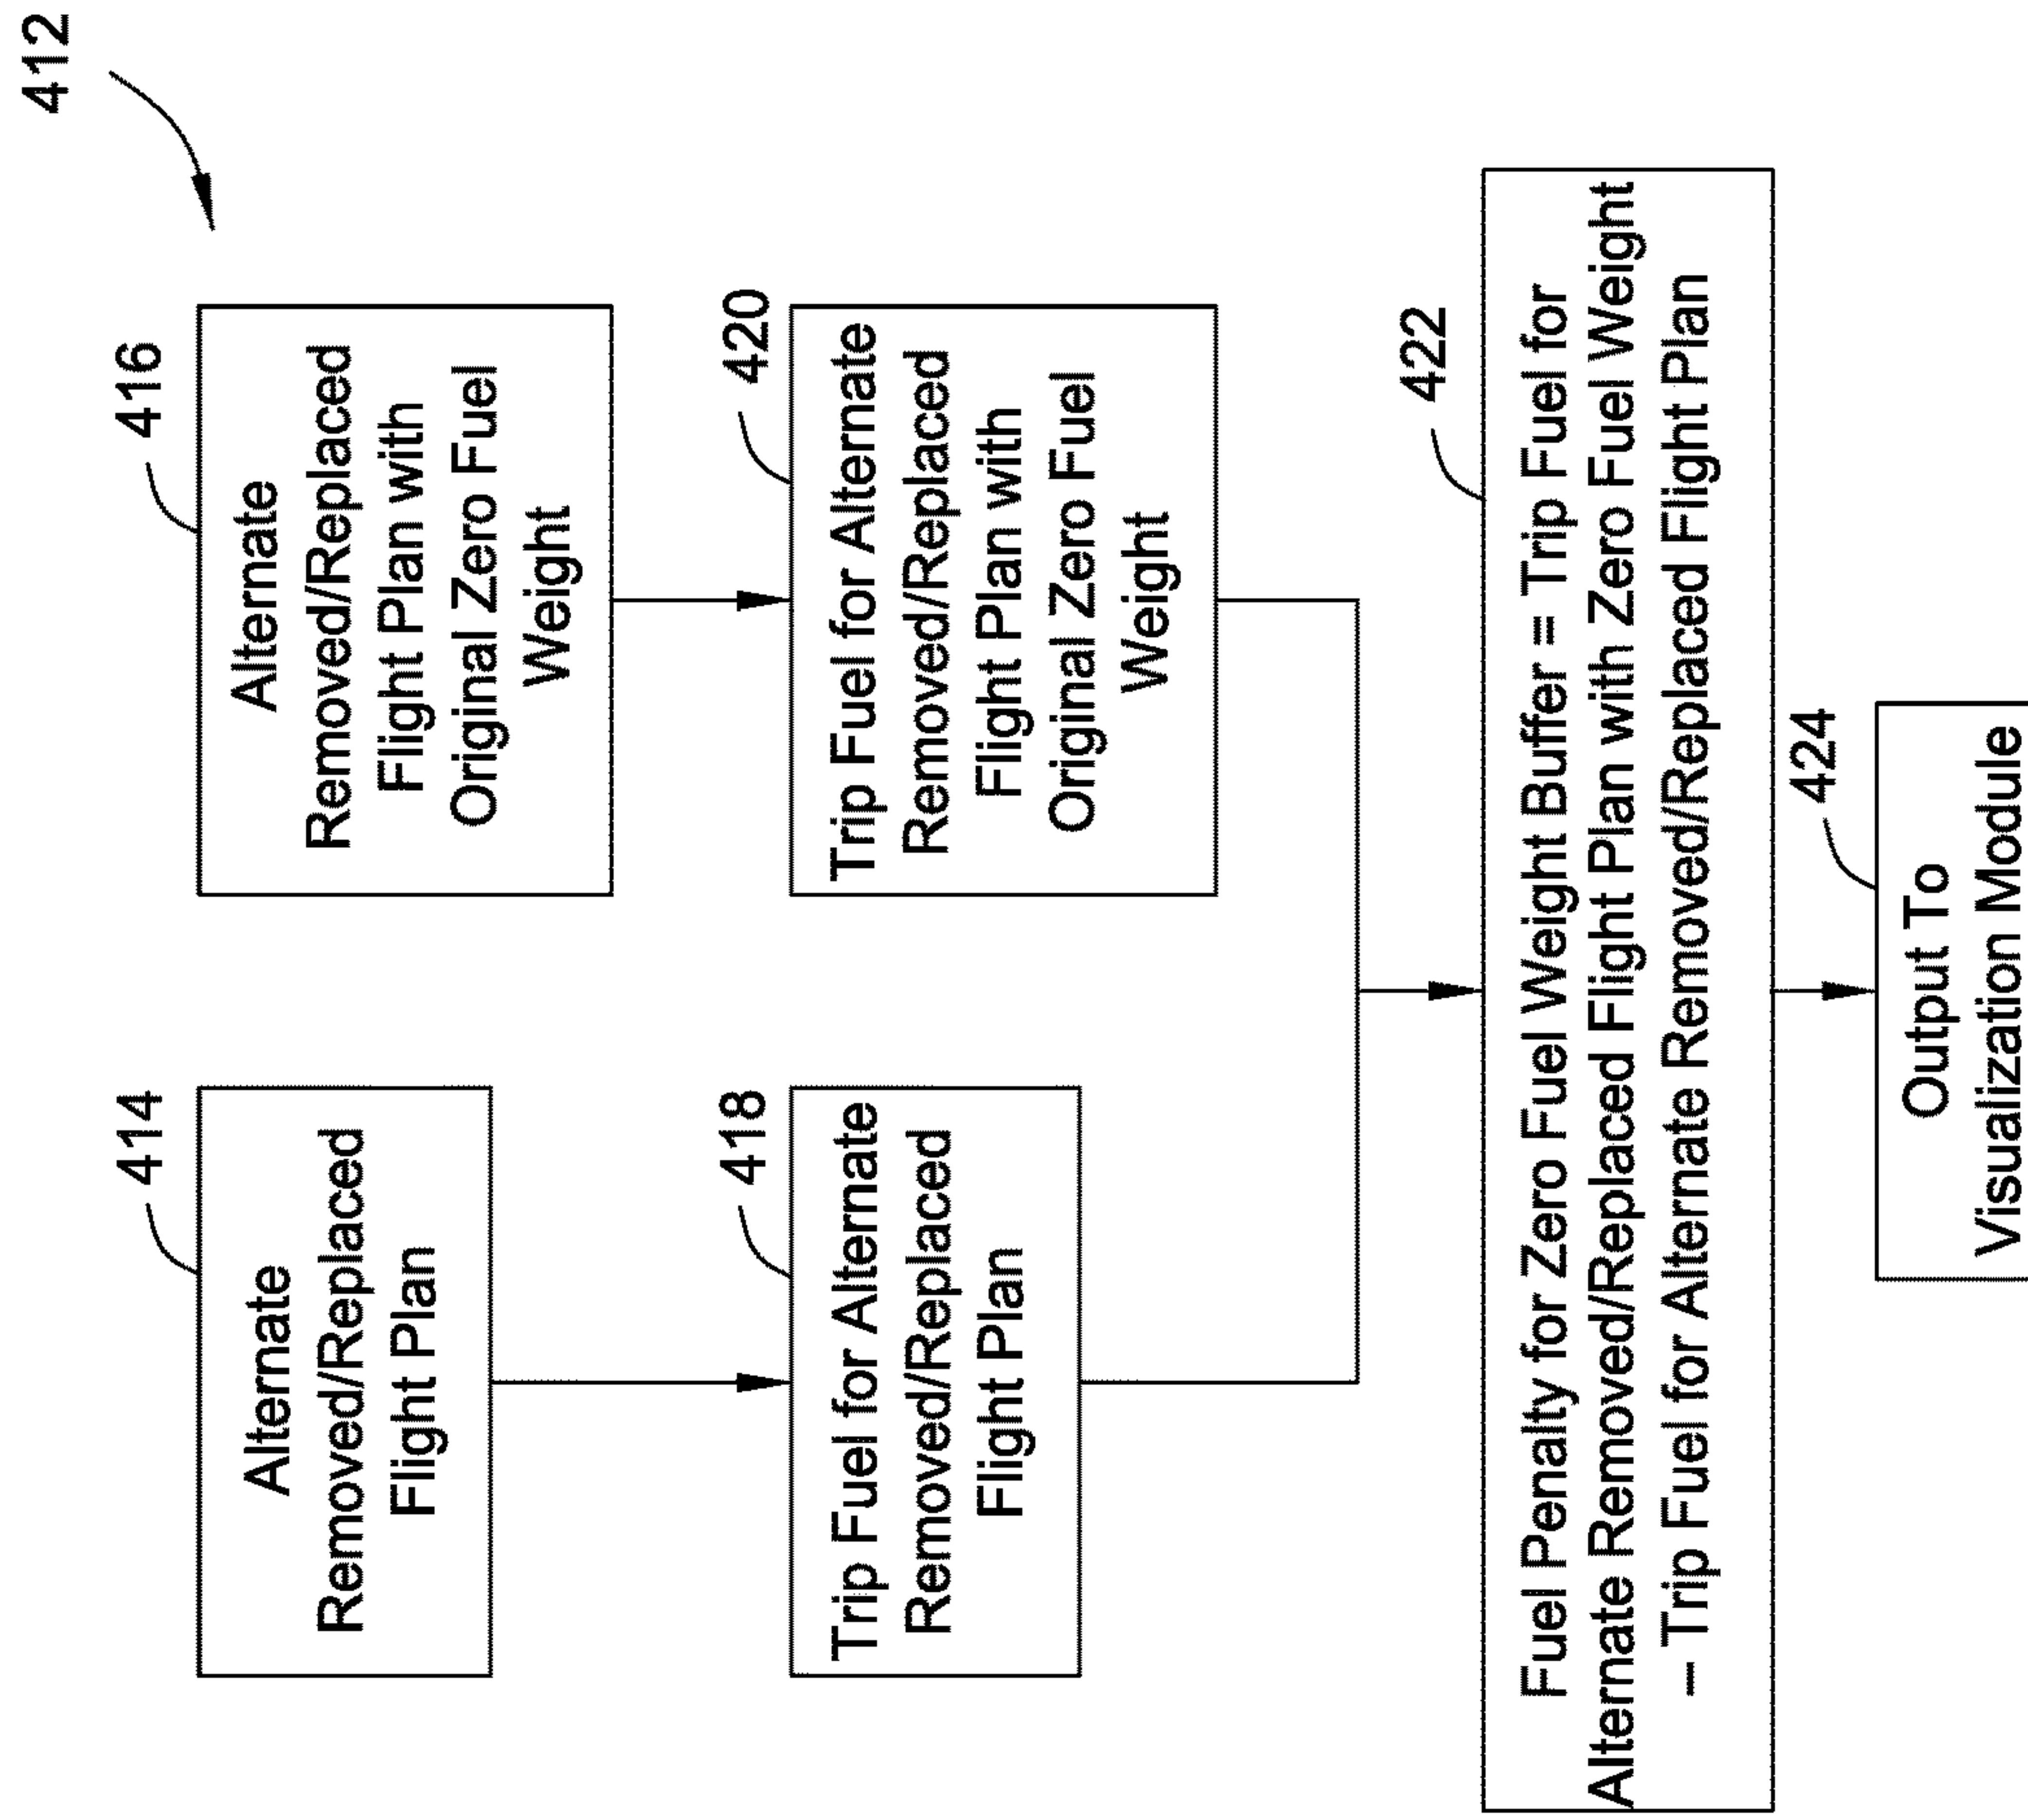 412
414
Alternate
Removed/Replaced
Flight Plan
416
Alternate
Removed/Replaced
Flight Plan with
Original Zero Fuel
Weight
418
Trip Fuel for Alternate
Removed/Replaced
Flight Plan
420
Trip Fuel for Alternate
Removed/Replaced
Flight Plan with
Original Zero Fuel
Weight
422
Fuel Penalty for Zero Fuel Weight Buffer = Trip Fuel for
Alternate Removed/Replaced Flight Plan with Zero Fuel Weight
– Trip Fuel for Alternate Removed/Replaced Flight Plan
424
Output To
Visualization Module